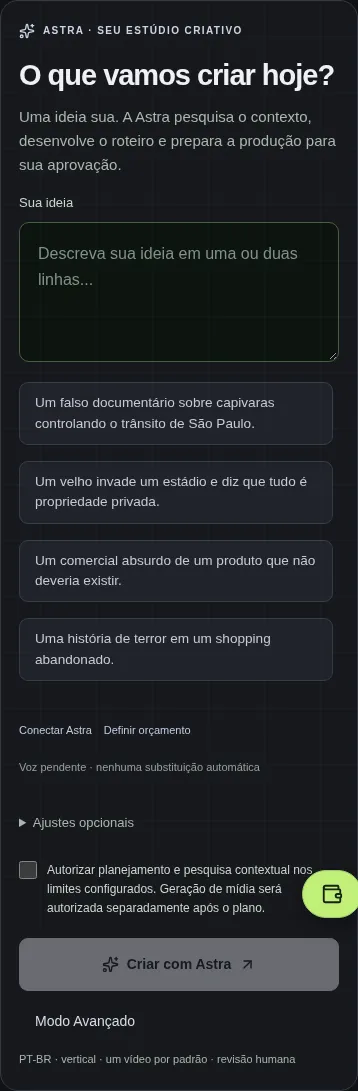 ASTRA · SEU ESTÚDIO CRIATIVO
O que vamos criar hoje?
Uma ideia sua. A Astra pesquisa o contexto,
desenvolve o roteiro e prepara a produção para
sua aprovação.
Sua ideia
Descreva sua ideia em uma ou duas
linhas...
Um falso documentário sobre capivaras
controlando o trânsito de São Paulo.
Um velho invade um estádio e diz que tudo é
propriedade privada.
Um comercial absurdo de um produto que não
deveria existir.
Uma história de terror em um shopping
abandonado.
Conectar Astra Definir orçamento
Voz pendente · nenhuma substituição automática
Ajustes opcionais
Autorizar planejamento e pesquisa contextual nos
limites configurados. Geração de mídia será
autorizada separadamente após o plano.
Criar com Astra
Modo Avançado
PT-BR · vertical · um vídeo por padrão · revisão humana